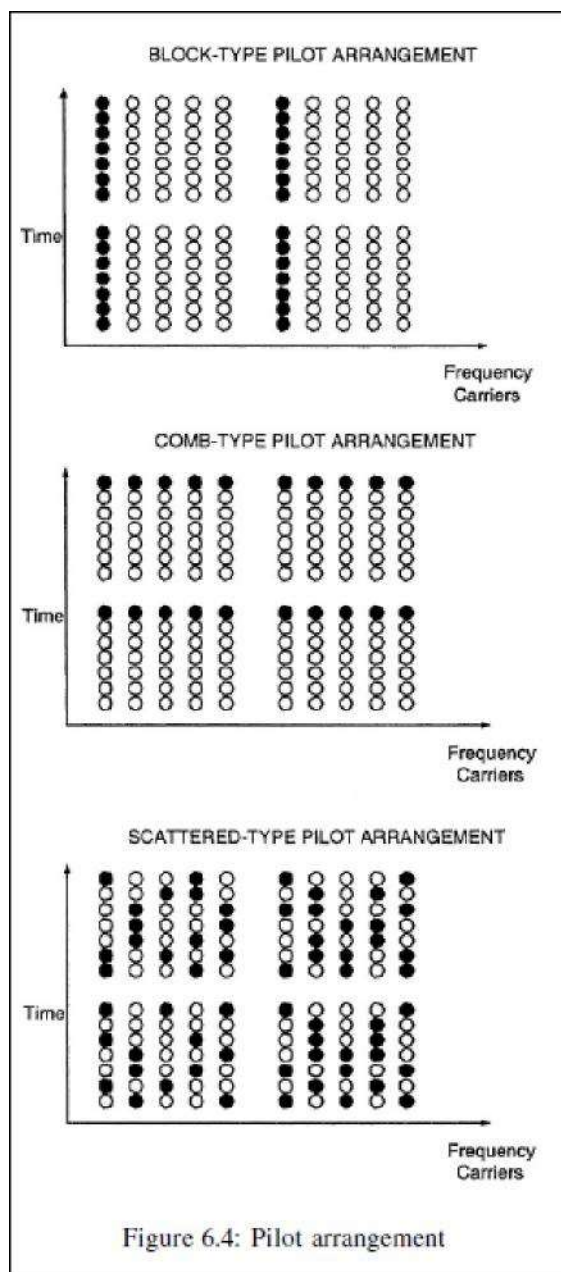 BLOCK-TYPE PILOT ARRANGEMENT
Time
Frequency
Carriers
COMB-TYPE PILOT ARRANGEMENT
Time
Frequency
Carriers
SCATTERED-TYPE PILOT ARRANGEMENT
Time
Frequency
Carriers
Figure 6.4: Pilot arrangement